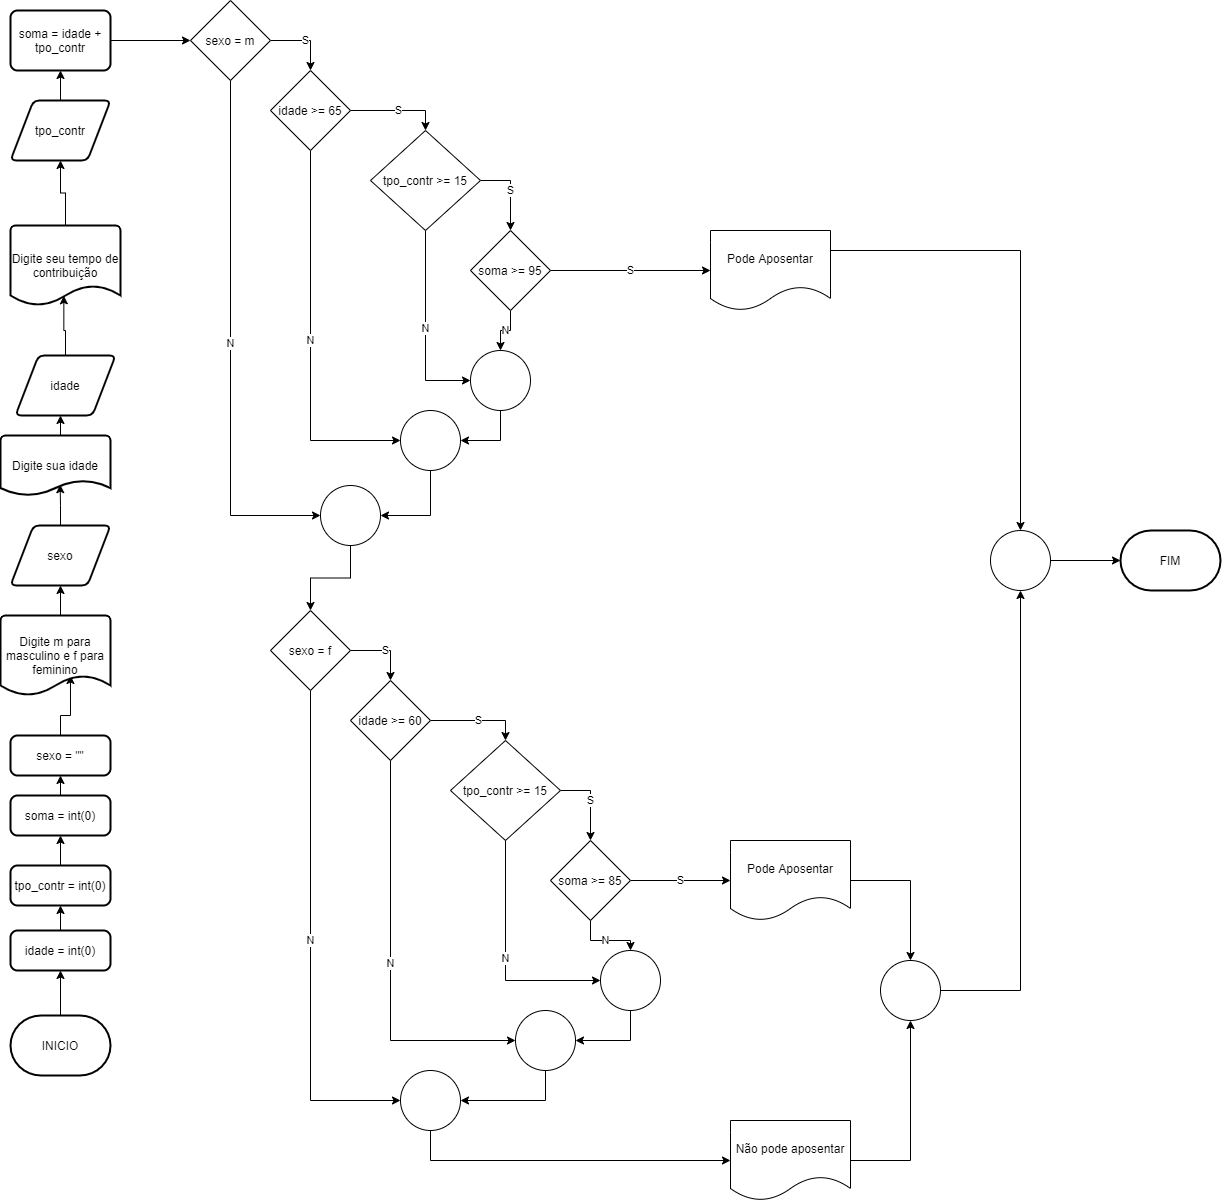 soma = idade +
tpo_contr
sexo = m
S
idade >= 65
S
tpo_contr
tpo_contr >= 15
S
Digite seu tempo de
contribuição
soma >= 95
S
Pode Aposentar
N
N
N
N
idade
Digite sua idade
sexo
FIM
Digite m para
masculino e f para
feminino
sexo = f
S
idade >= 60
S
sexo = ""
tpo_contr >= 15
S
soma = int(0)
tpo_contr = int(0)
soma >= 85
S
Pode Aposentar
idade = int(0)
N
N
N
N
INICIO
Não pode aposentar